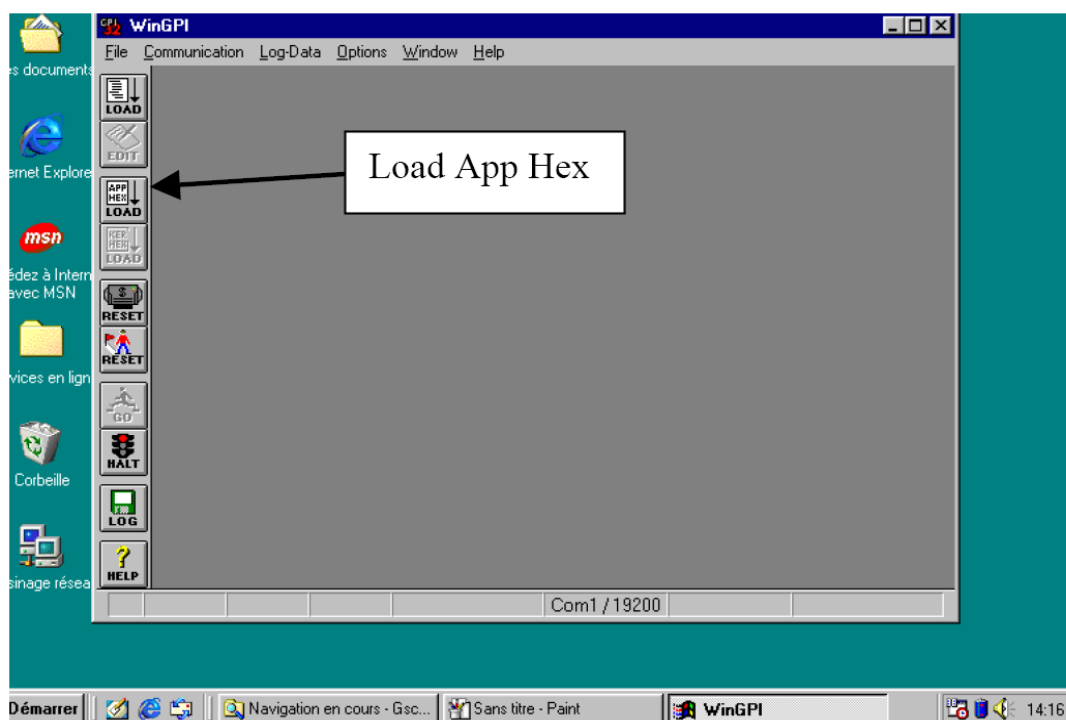 WinGPI
File Communication Log-Data Options Window Help
es documents
LOAD
EDIT
APP
HEX
LOAD
KER
HEX
LOAD
RESET
RESET
GO
HALT
LOG
HELP
Load App Hex
Com1 / 19200
ernet Explore
msn
édez à Intern
avec MSN
vices en lign
Corbeille
sinage résea
Démarrer
Navigation en cours - Gsc...
Sans titre - Paint
WinGPI
14:16